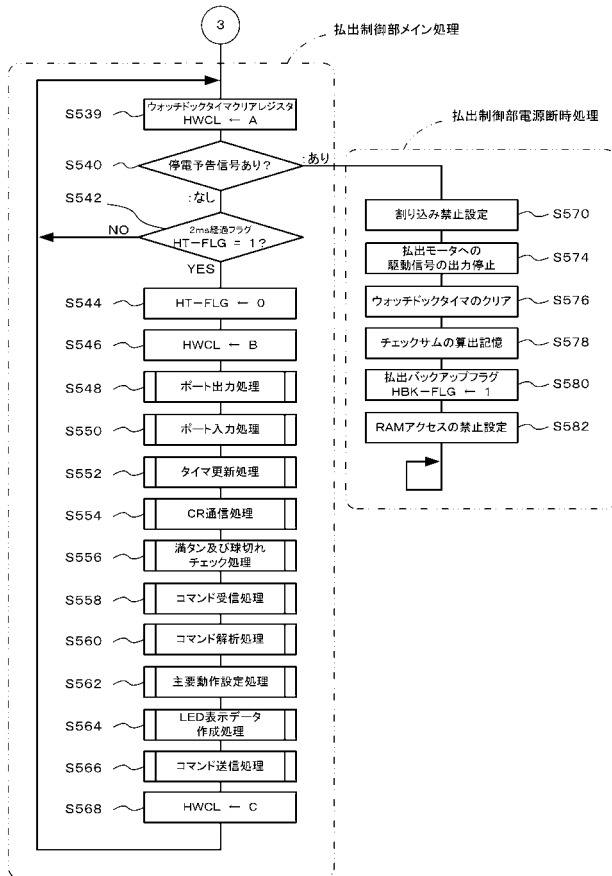 3
払出制御部メイン処理
S539
ウォッチドックタイマクリアレジスタ
HWCL ← A
払出制御部電源断時処理
S540
停電予告信号あり?
:あり
:なし
S542
2ms経過フラグ
HT-FLG = 1?
NO
YES
S544
HT-FLG ← 0
S546
HWCL ← B
S548
ポート出力処理
S550
ポート入力処理
S552
タイマ更新処理
S554
CR通信処理
S556
満タン及び球切れ
チェック処理
S558
コマンド受信処理
S560
コマンド解析処理
S562
主要動作設定処理
S564
LED表示データ
作成処理
S566
コマンド送信処理
S568
HWCL ← C
割り込み禁止設定
S570
払出モータへの
駆動信号の出力停止
S574
ウォッチドックタイマのクリア
S576
チェックサムの算出記憶
S578
払出バックアップフラグ
HBK-FLG ← 1
S580
RAMアクセスの禁止設定
S582